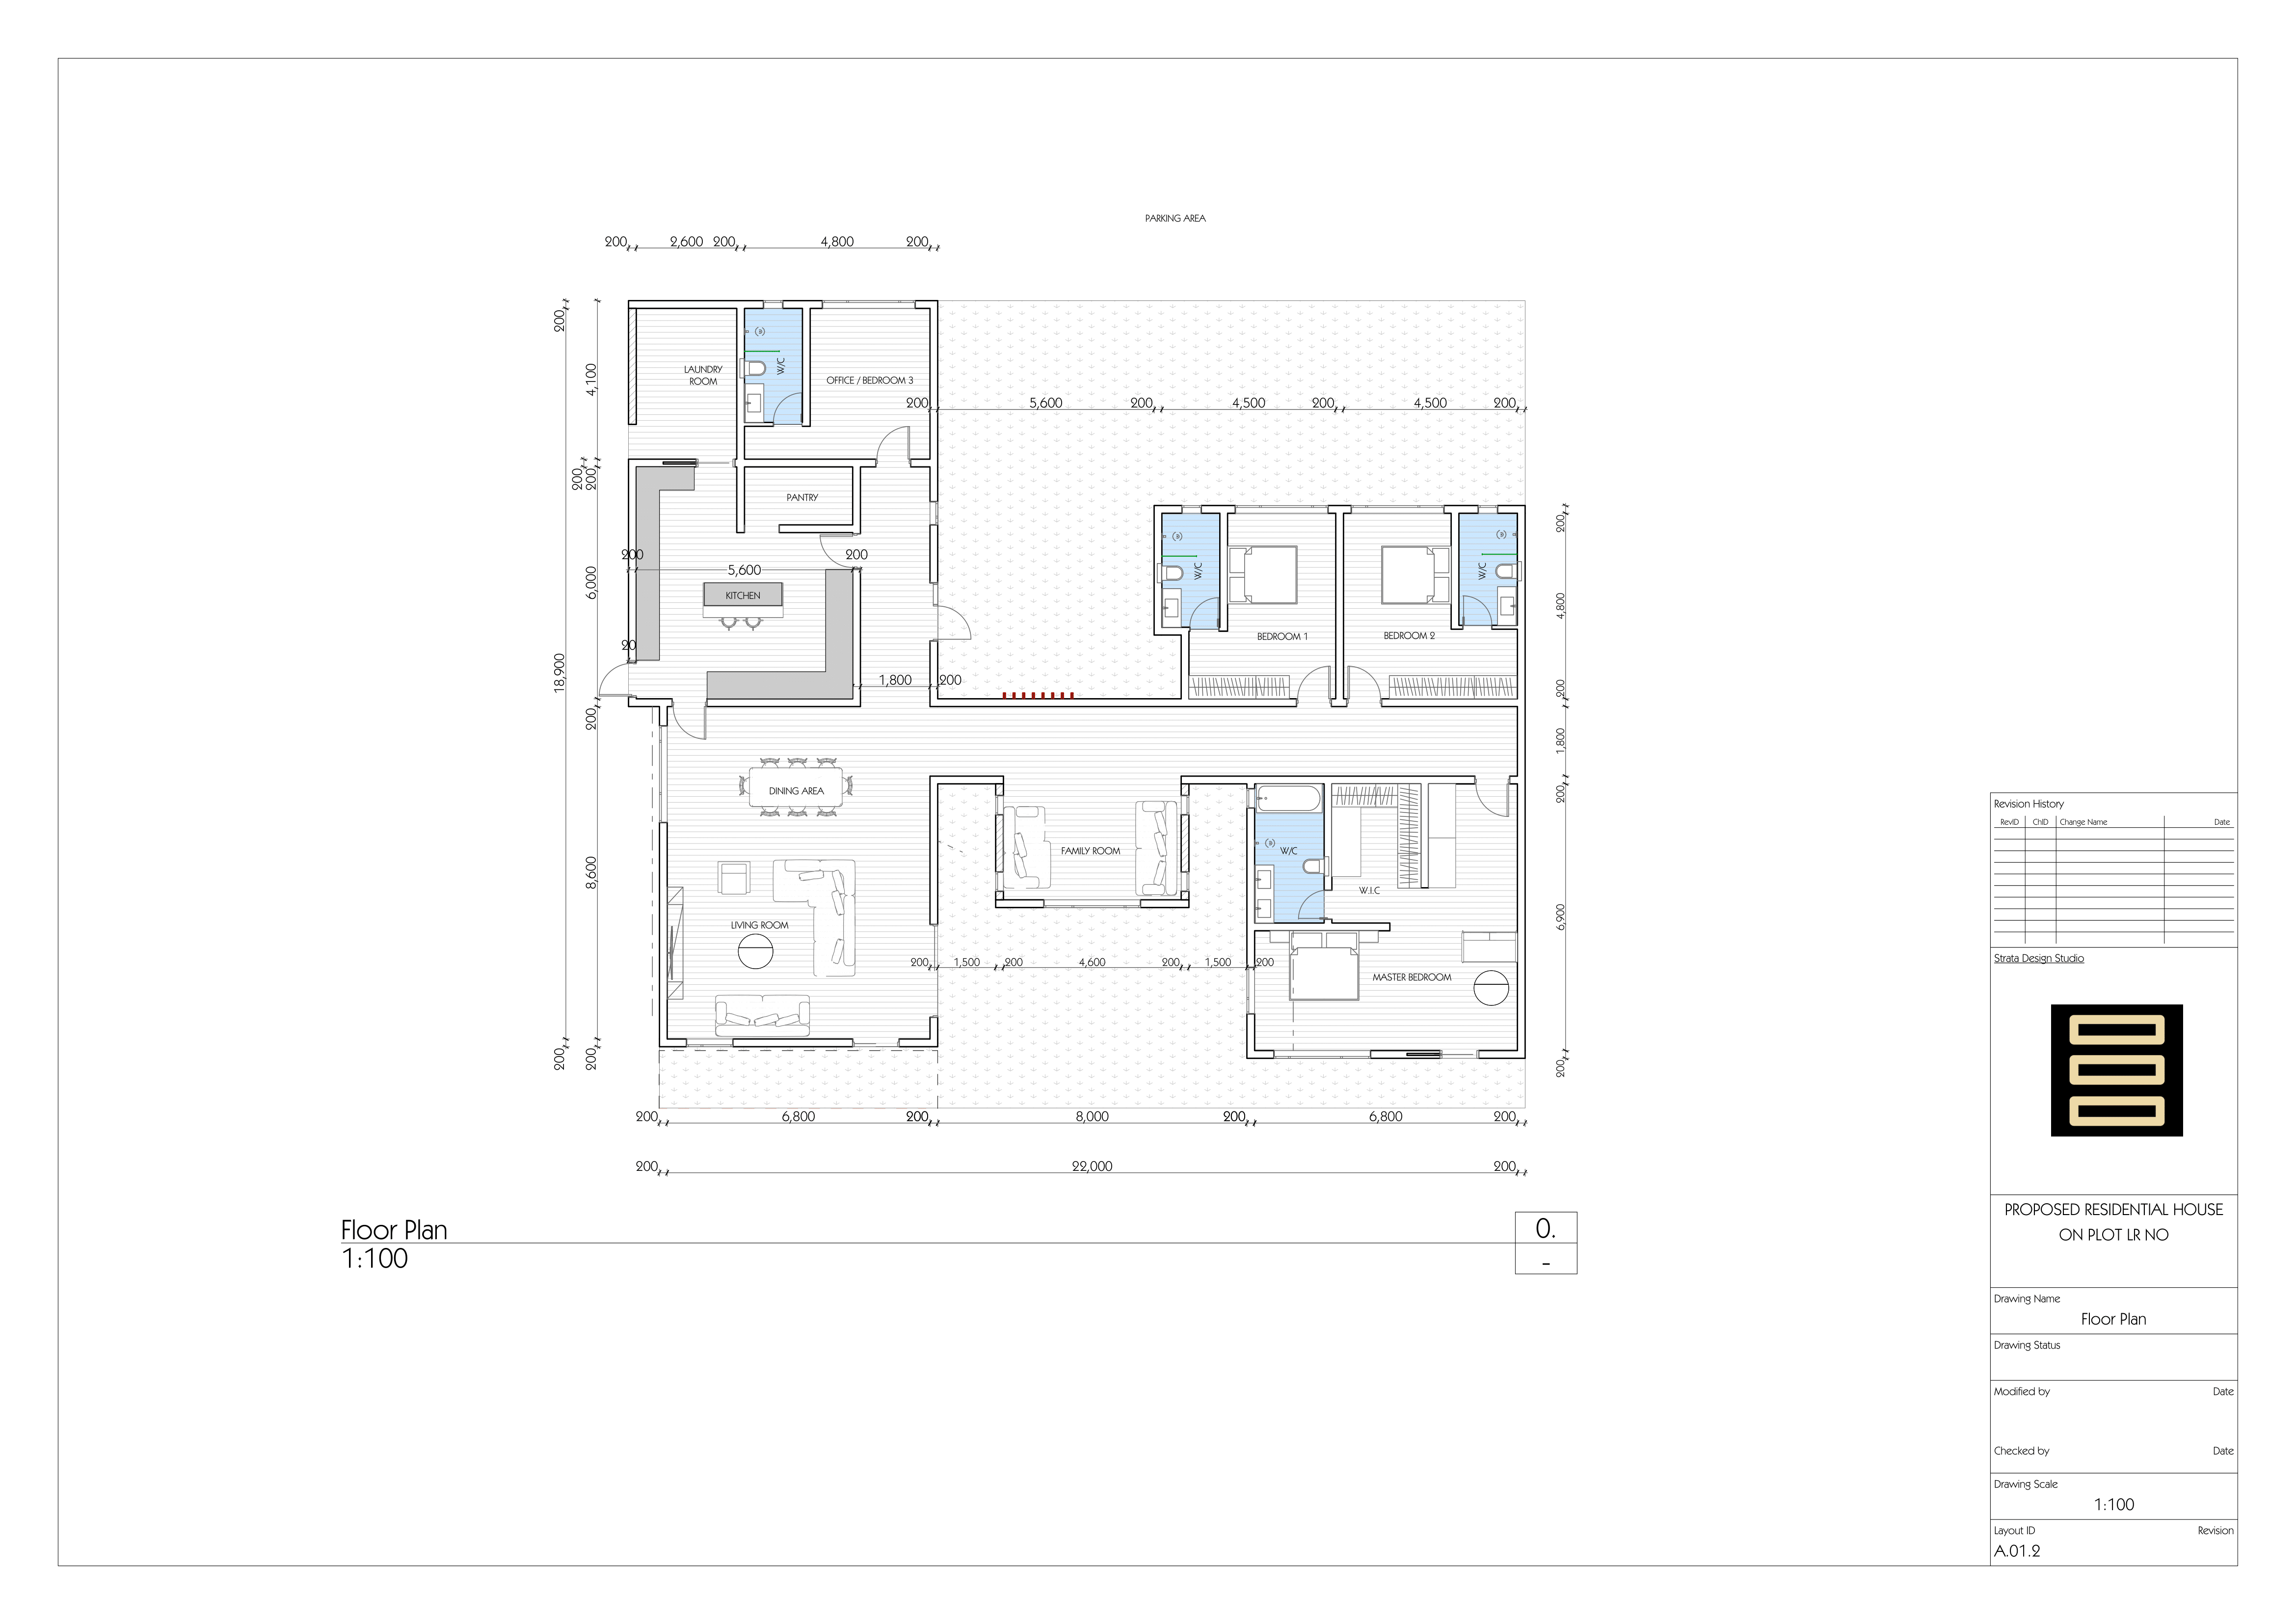 PARKING AREA
200 2,600 200 4,800 200
200
4,100
LAUNDRY
ROOM
W/C
OFFICE / BEDROOM 3
200 5,600 200 4,500 200 4,500 200
200
200
PANTRY
200
W/C
W/C
200
200
5,600
6,000
4,800
KITCHEN
20
BEDROOM 1
BEDROOM 2
18,900
1,800 200
200
200
1,800
DINING AREA
200
FAMILY ROOM
W/C
8,600
W.I.C
6,900
LIVING ROOM
200 1,500 200 4,600 200 1,500 200
MASTER BEDROOM
200
200
200
200 6,800 200 8,000 200 6,800 200
200 22,000 200
Floor Plan
1:100
0.
-
Revision History
RevID ChID Change Name Date
Strata Design Studio
PROPOSED RESIDENTIAL HOUSE
ON PLOT LR NO
Drawing Name
Floor Plan
Drawing Status
Modified by Date
Checked by Date
Drawing Scale
1:100
Layout ID Revision
A.01.2